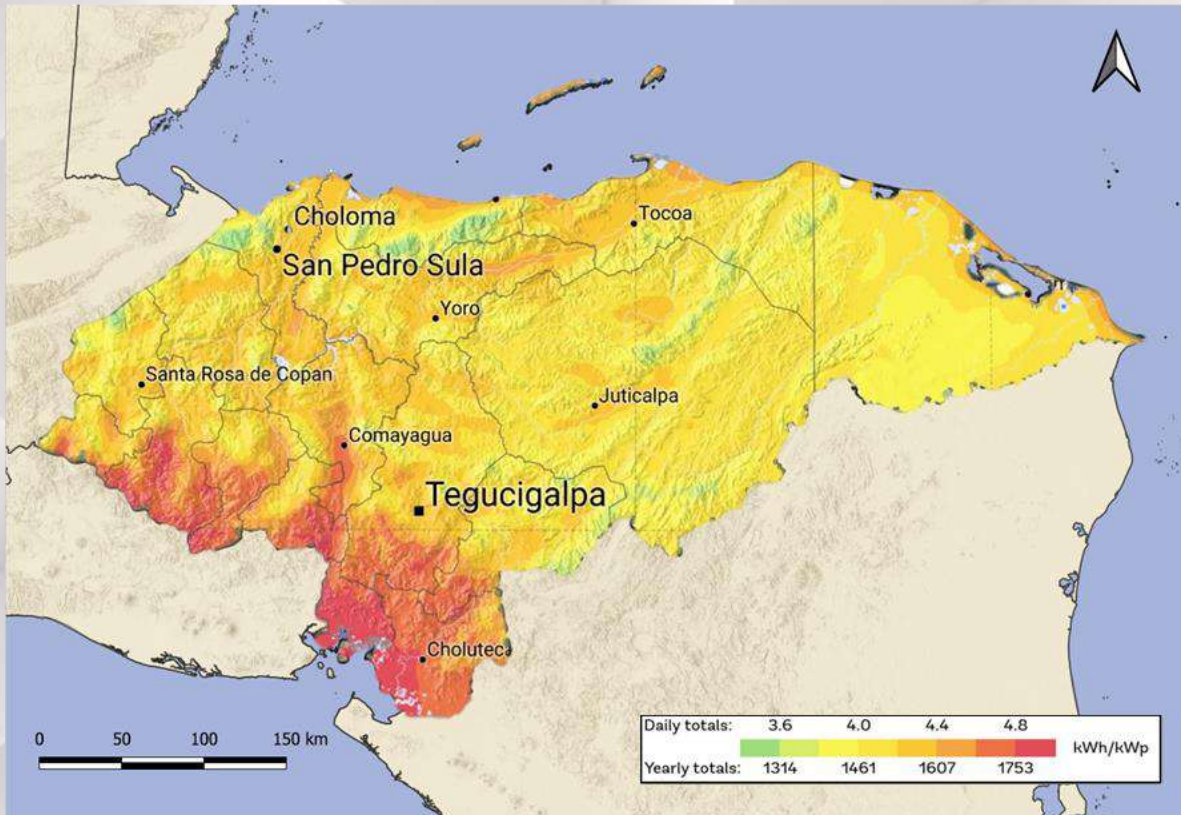 Choloma
San Pedro Sula
Tocoa
Yoro
Santa Rosa de Copan
Juticalpa
Comayagua
Tegucigalpa
Cholutec
0 50 100 150 km
Daily totals: 3.6 4.0 4.4 4.8
kWh/kWp
Yearly totals: 1314 1461 1607 1753